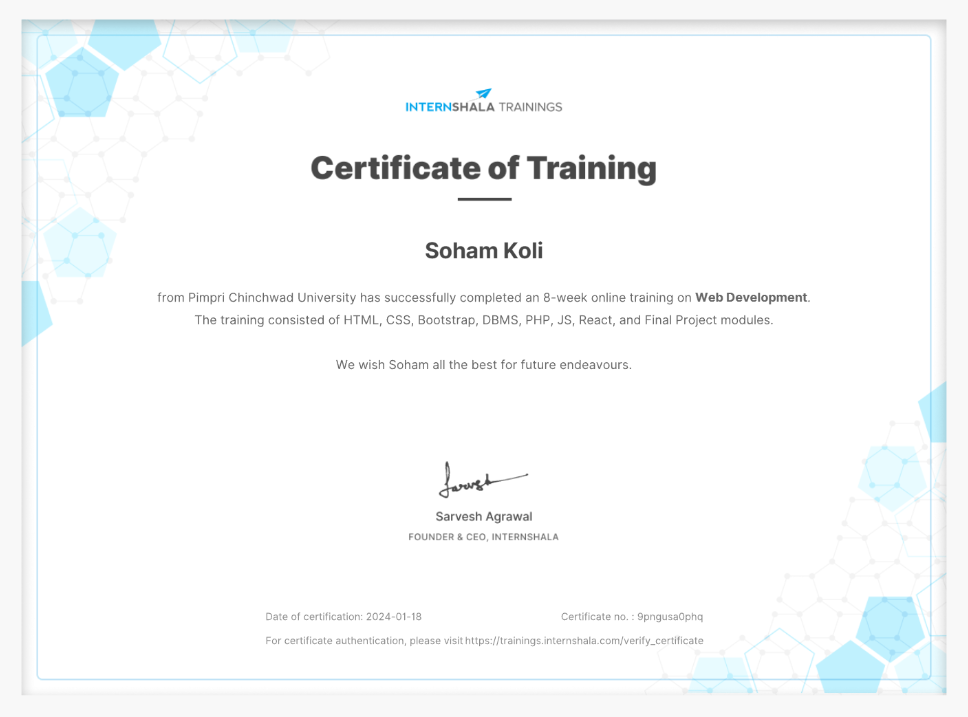 INTERNSHALA TRAININGS
Certificate of Training
Soham Koli
from Pimpri Chinchwad University has successfully completed an 8-week online training on Web Development.
The training consisted of HTML, CSS, Bootstrap, DBMS, PHP, JS, React, and Final Project modules.
We wish Soham all the best for future endeavours.
Sarvesh
Sarvesh Agrawal
FOUNDER & CEO, INTERNSHALA
Date of certification: 2024-01-18 Certificate no. : 9pngusa0phq
For certificate authentication, please visit https://trainings.internshala.com/verify_certificate